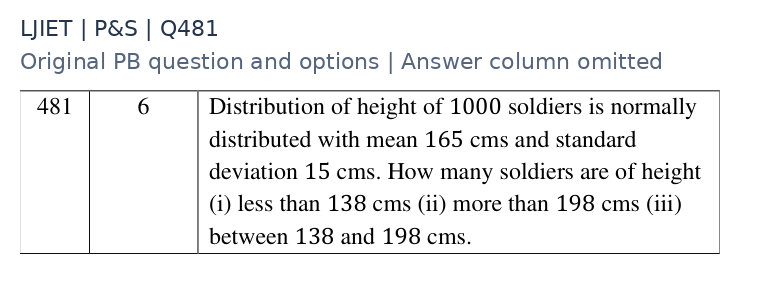 LJIET | P&S | Q481
Original PB question and options | Answer column omitted
481 6 Distribution of height of 1000 soldiers is normally
distributed with mean 165 cms and standard
deviation 15 cms. How many soldiers are of height
(i) less than 138 cms (ii) more than 198 cms (iii)
between 138 and 198 cms.